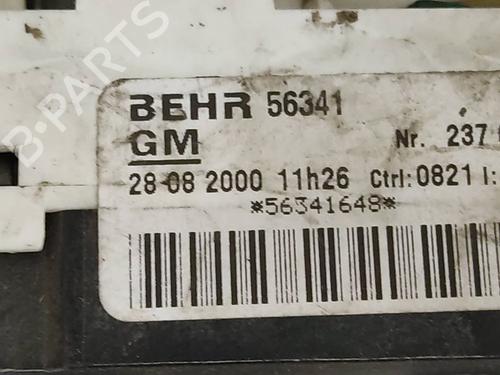 B-PARTS
BEHR 56341
GM Nr. 237
28-08 2000 11h26 Ctrl:0821 I:
*56341648*